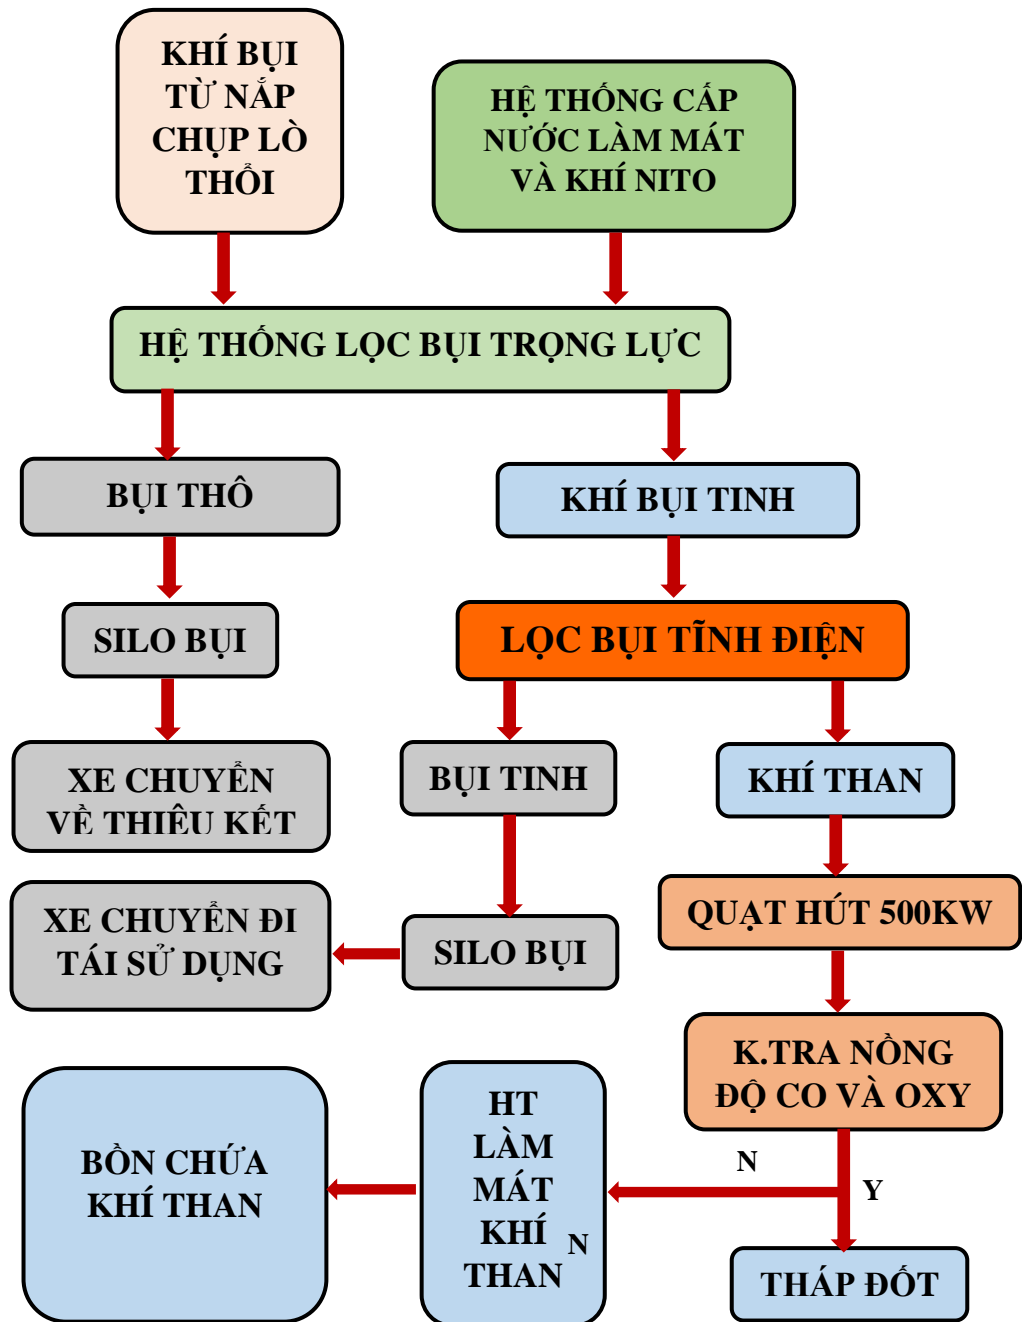 KHÍ BỤI
TỪ NẮP
CHỤP LÒ
THỔI
HỆ THỐNG CẤP
NƯỚC LÀM MÁT
VÀ KHÍ NITO
HỆ THỐNG LỌC BỤI TRỌNG LỰC
BỤI THÔ
KHÍ BỤI TINH
SILO BỤI
LỌC BỤI TĨNH ĐIỆN
XE CHUYỂN
VỀ THIÊU KẾT
BỤI TINH
KHÍ THAN
XE CHUYỂN ĐI
TÁI SỬ DỤNG
SILO BỤI
QUẠT HÚT 500KW
K.TRA NỒNG
ĐỘ CO VÀ OXY
N
Y
BỒN CHỨA
KHÍ THAN
HT
LÀM
MÁT
KHÍ
THAN
N
THÁP ĐỐT